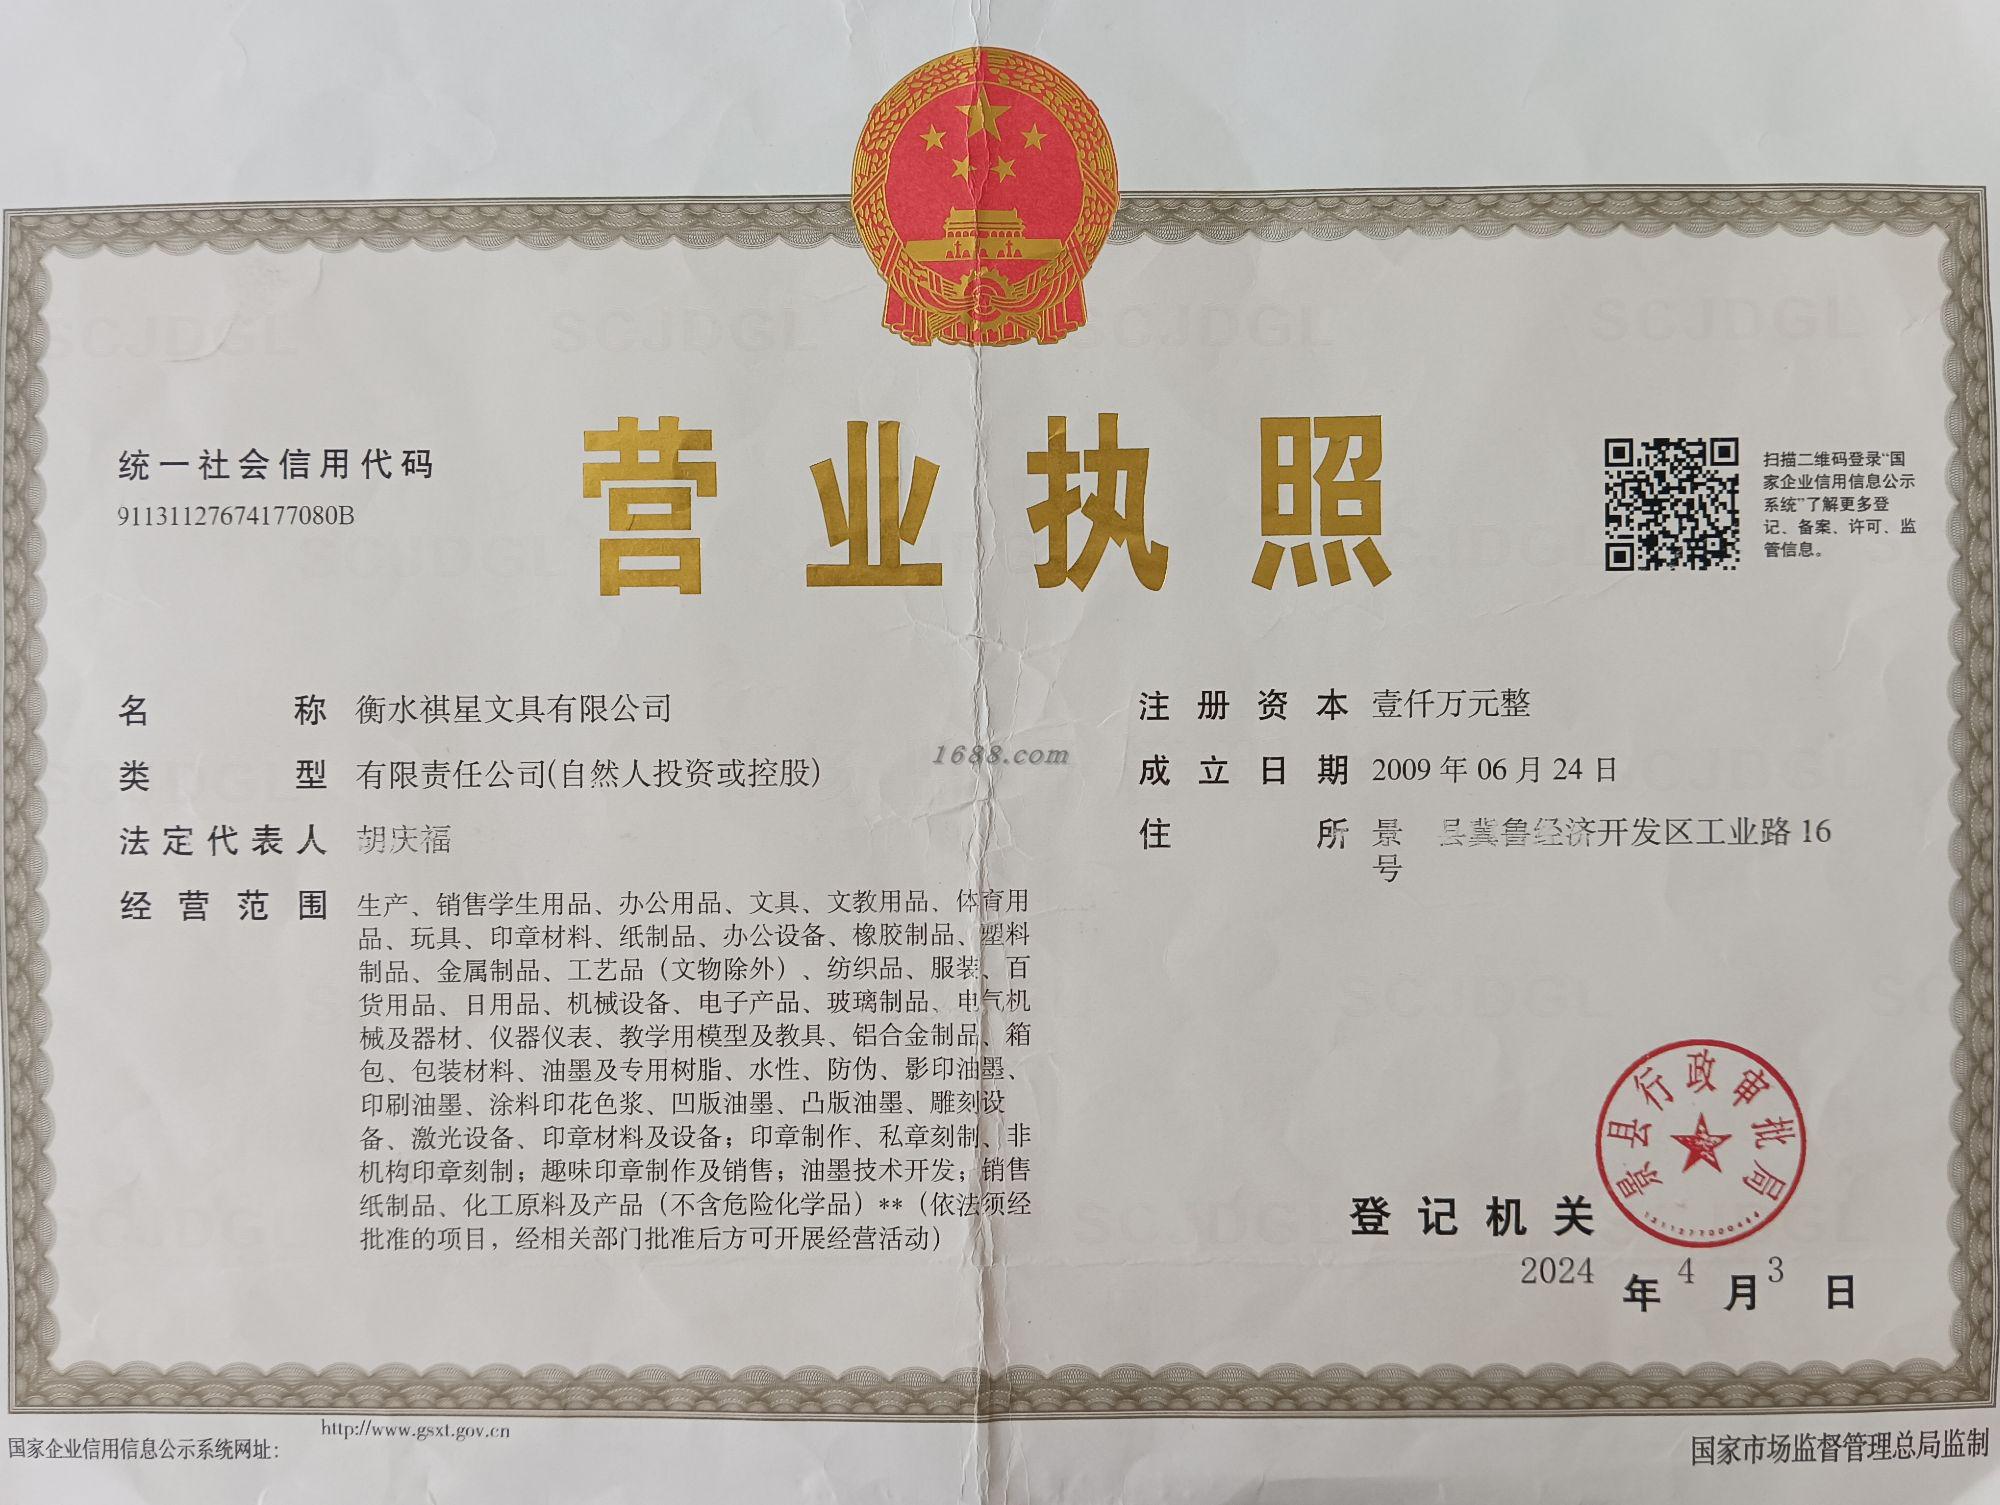 SCJDGL SCJDGL SCJDGL SCJDGL
营业执照
统一社会信用代码
91131127674177080B
扫描二维码登录“国
家企业信用信息公示
系统”了解更多登
记、备案、许可、监
管信息。
名称 衡水祺星文具有限公司
类型 有限责任公司(自然人投资或控股)
法定代表人 胡庆福
经营范围 生产、销售学生用品、办公用品、文具、文教用品、体育用
品、玩具、印章材料、纸制品、办公设备、橡胶制品、塑料
制品、金属制品、工艺品（文物除外）、纺织品、服装、百
货用品、日用品、机械设备、电子产品、玻璃制品、电气机
械及器材、仪器仪表、教学用模型及教具、铝合金制品、箱
包、包装材料、油墨及专用树脂、水性、防伪、影印油墨、
印刷油墨、涂料印花色浆、凹版油墨、凸版油墨、雕刻设
备、激光设备、印章材料及设备；印章制作、私章刻制、非
机构印章刻制；趣味印章制作及销售；油墨技术开发；销售
纸制品、化工原料及产品（不含危险化学品）**（依法须经
批准的项目，经相关部门批准后方可开展经营活动）
1688.com
注册资本 壹仟万元整
成立日期 2009年06月24日
住所 景县冀鲁经济开发区工业路16
号
景县行政审批局
登记机关
2024年4月3日
国家企业信用信息公示系统网址：
http://www.gsxt.gov.cn
国家市场监督管理总局监制